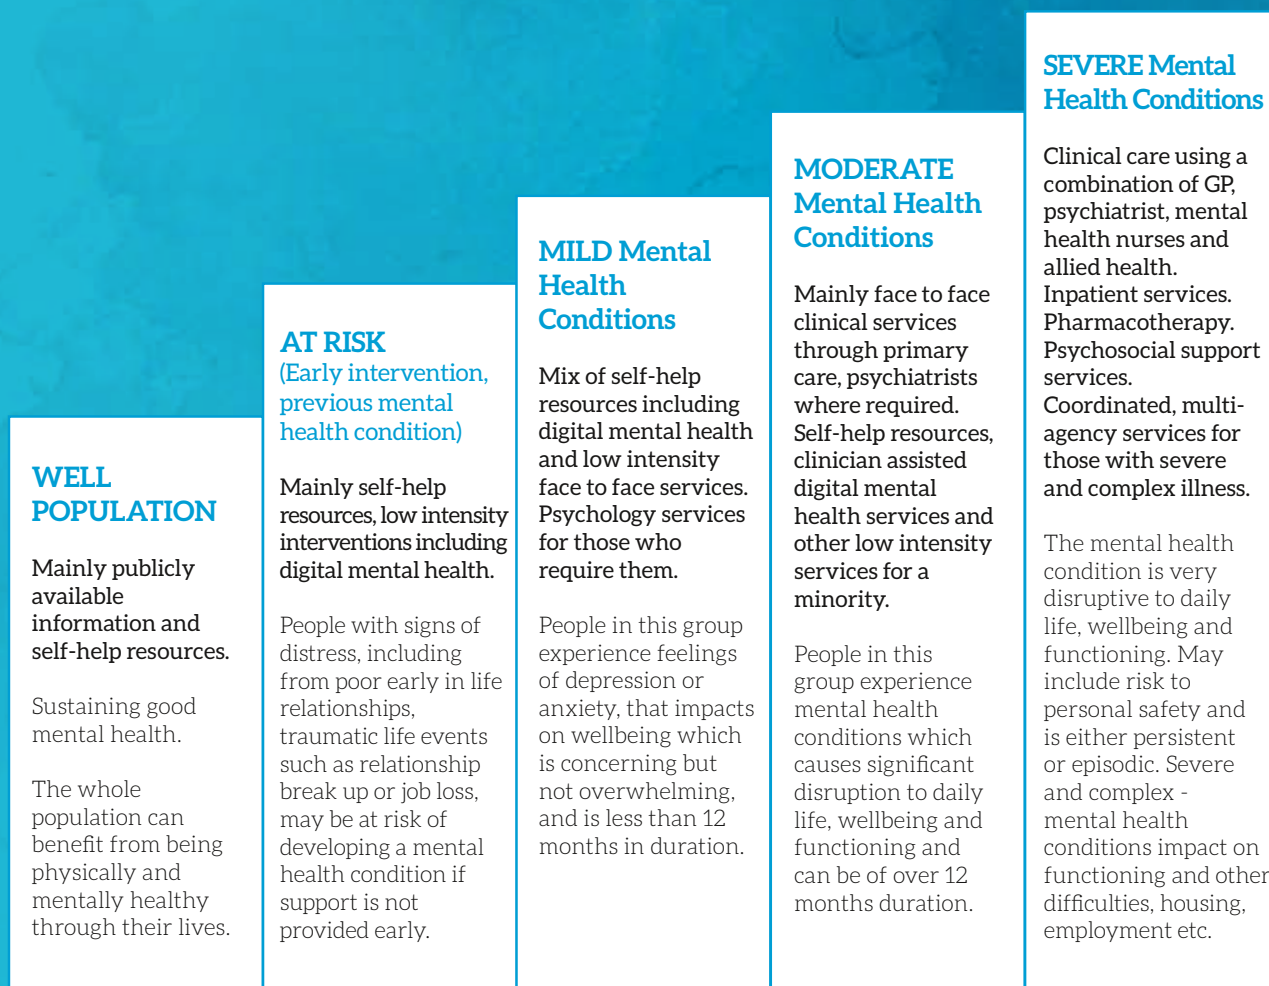 WELL
POPULATION
Mainly publicly
available
information and
self-help resources.
Sustaining good
mental health.
The whole
population can
benefit from being
physically and
mentally healthy
through their lives.
AT RISK
(Early intervention,
previous mental
health condition)
Mainly self-help
resources, low intensity
interventions including
digital mental health.
People with signs of
distress, including
from poor early in life
relationships,
traumatic life events
such as relationship
break up or job loss,
may be at risk of
developing a mental
health condition if
support is not
provided early.
MILD Mental
Health
Conditions
Mix of self-help
resources including
digital mental health
and low intensity
face to face services.
Psychology services
for those who
require them.
People in this group
experience feelings
of depression or
anxiety, that impacts
on wellbeing which
is concerning but
not overwhelming,
and is less than 12
months in duration.
MODERATE
Mental Health
Conditions
Mainly face to face
clinical services
through primary
care, psychiatrists
where required.
Self-help resources,
clinician assisted
digital mental
health services and
other low intensity
services for a
minority.
People in this
group experience
mental health
conditions which
causes significant
disruption to daily
life, wellbeing and
functioning and
can be of over 12
months duration.
SEVERE Mental
Health Conditions
Clinical care using a
combination of GP,
psychiatrist, mental
health nurses and
allied health.
Inpatient services.
Pharmacotherapy.
Psychosocial support
services.
Coordinated, multi-
agency services for
those with severe
and complex illness.
The mental health
condition is very
disruptive to daily
life, wellbeing and
functioning. May
include risk to
personal safety and
is either persistent
or episodic. Severe
and complex -
mental health
conditions impact on
functioning and other
difficulties, housing,
employment etc.